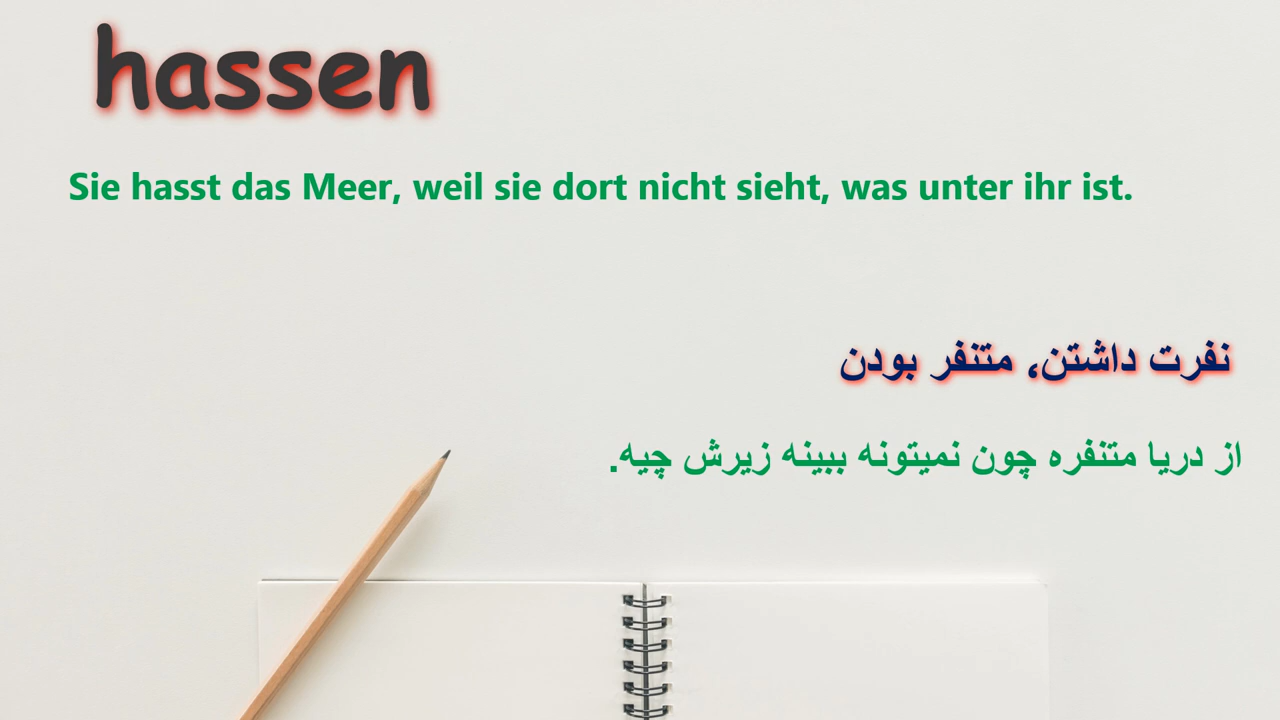 hassen
Sie hasst das Meer, weil sie dort nicht sieht, was unter ihr ist.
نفرت داشتن، متنفر بودن
از دریا متنفره چون نمیتونه ببینه زیرش چیه.